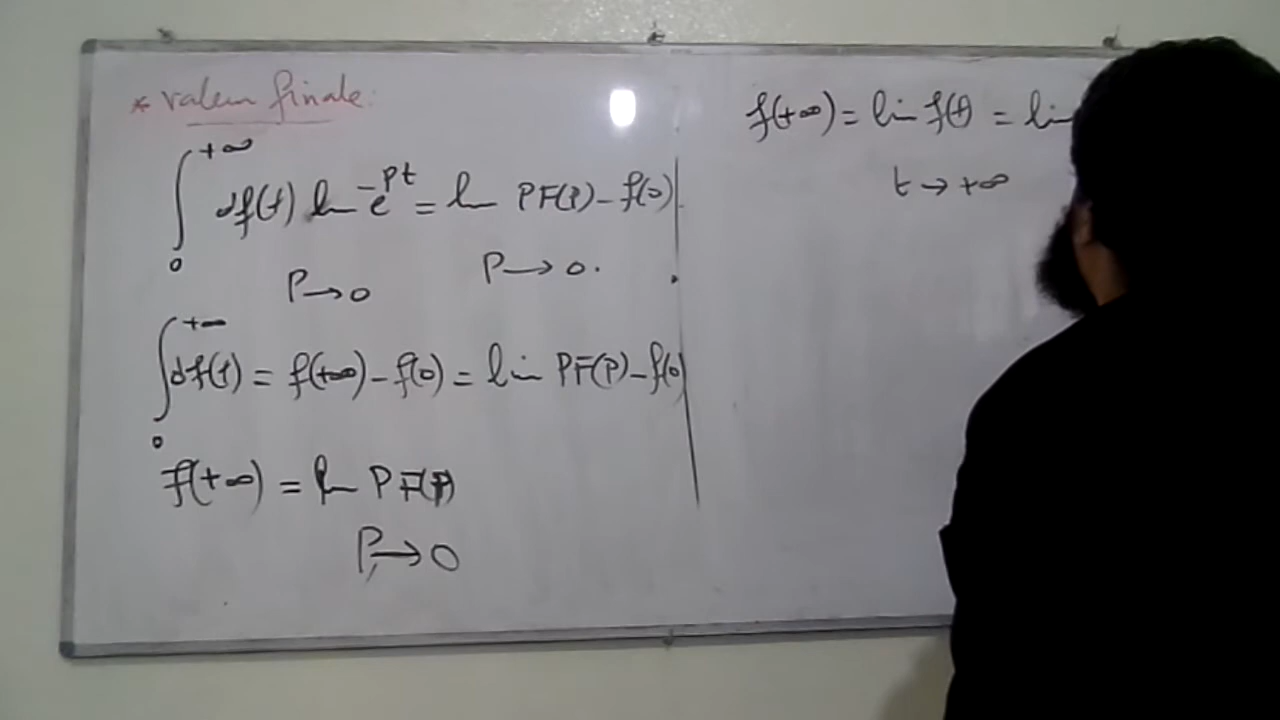 * valeur finale:
∫₀^{+∞} df(t) lim e^{-Pt} = lim PF(P) - f(0)
P→0 P→0.
∫₀^{+∞} df(t) = f(+∞) - f(0) = lim PF(P) - f(0)
f(+∞) = lim PF(P)
P→0
f(+∞) = lim f(t) = lim
t→+∞